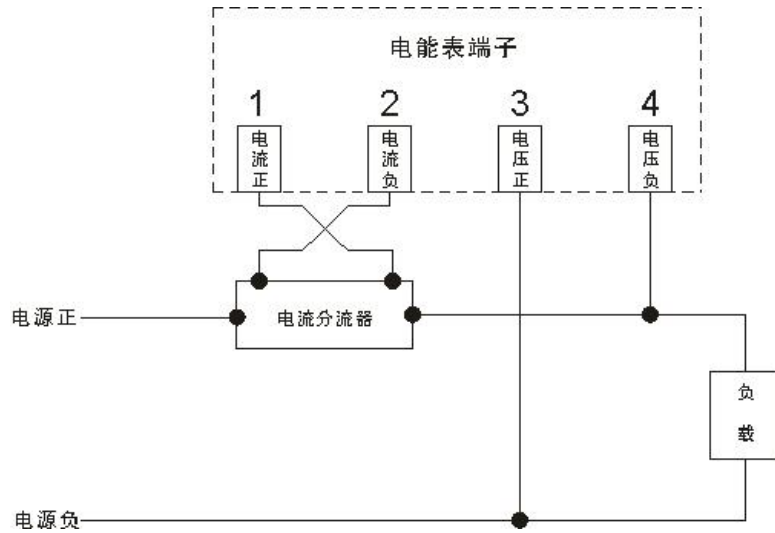 电能表端子
1 2 3 4
电流正 电流负 电压正 电压负
电源正 电流分流器
负载
电源负